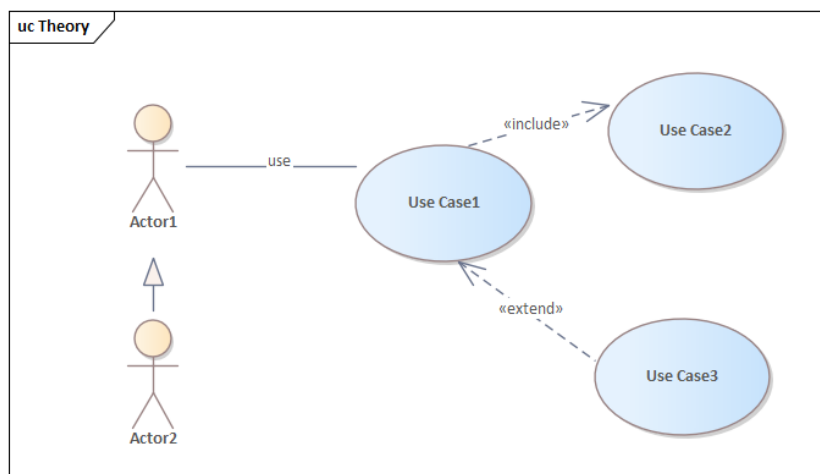 uc Theory
«include»
Use Case2
use
Use Case1
Actor1
«extend»
Use Case3
Actor2